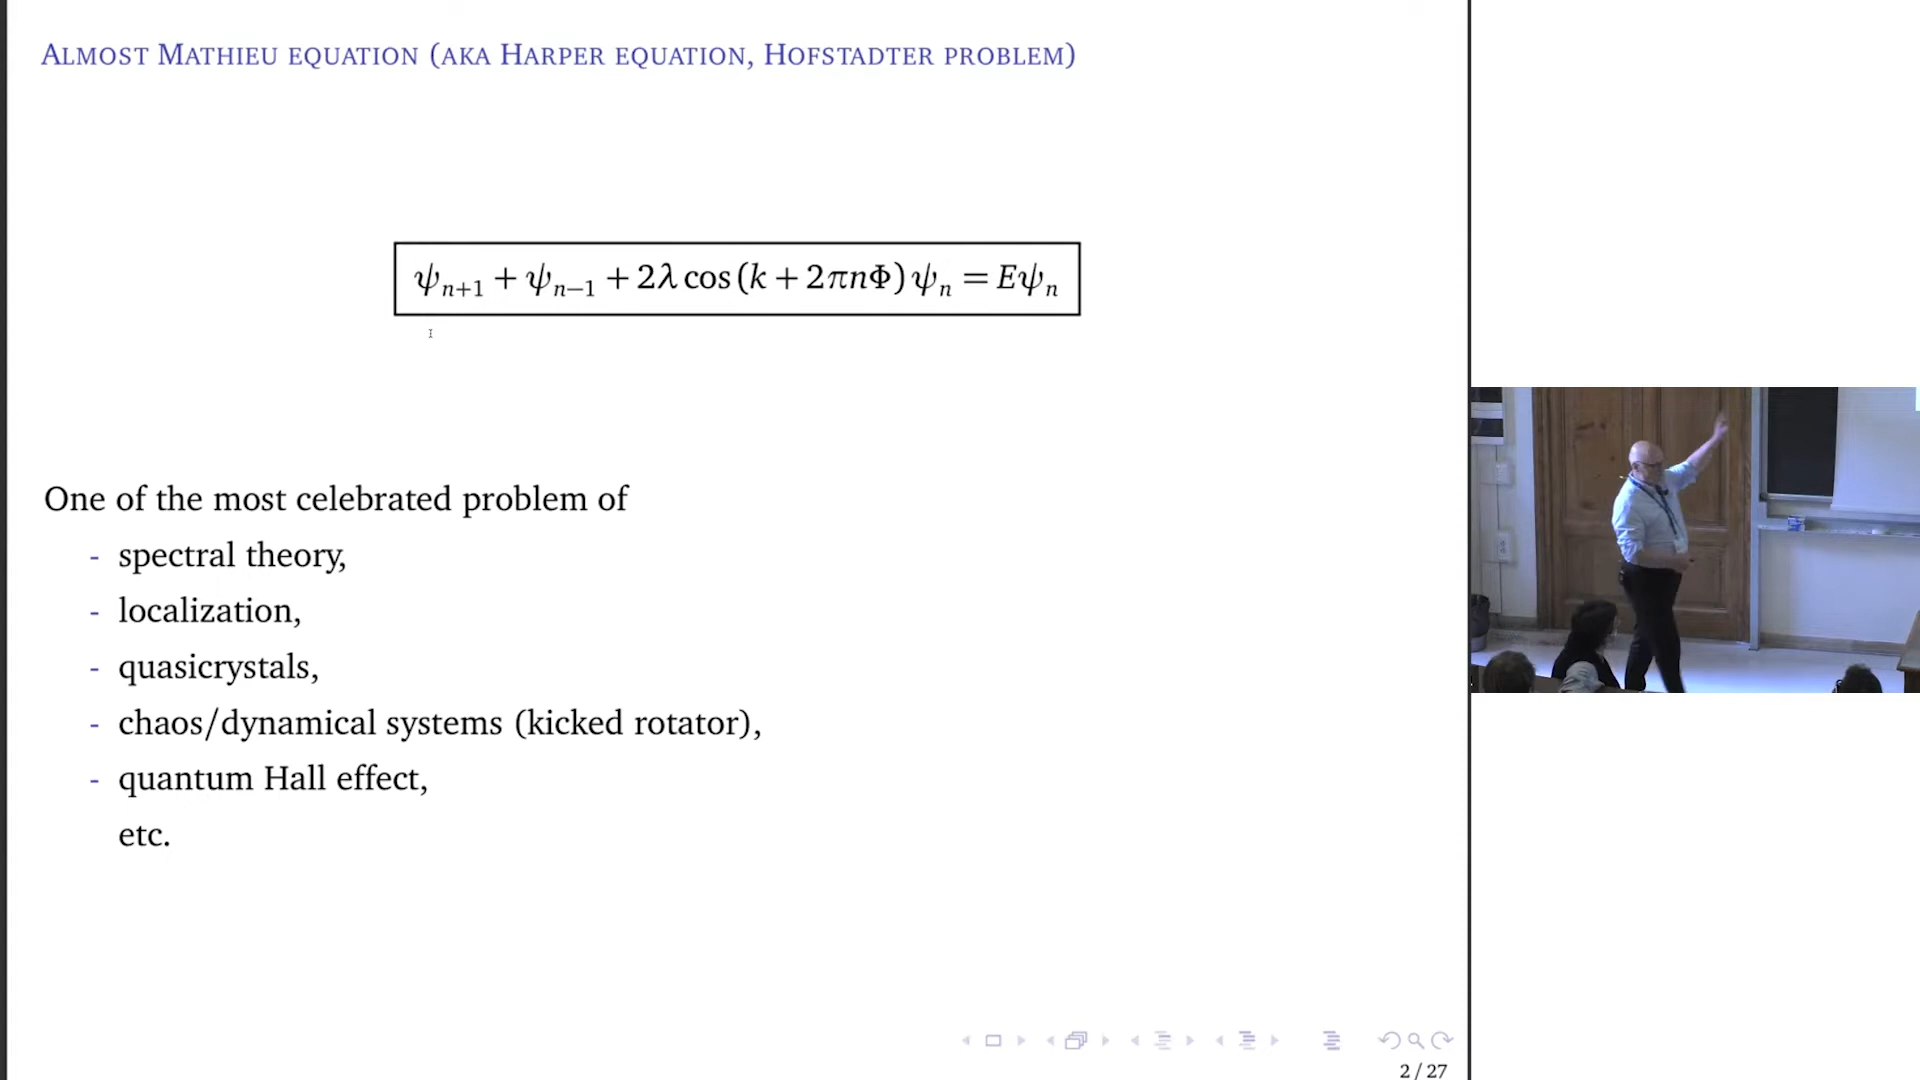 ALMOST MATHIEU EQUATION (AKA HARPER EQUATION, HOFSTADTER PROBLEM)
ψ_{n+1} + ψ_{n−1} + 2λ cos (k + 2πnΦ) ψ_n = Eψ_n
One of the most celebrated problem of
- spectral theory,
- localization,
- quasicrystals,
- chaos/dynamical systems (kicked rotator),
- quantum Hall effect,
etc.
2 / 27